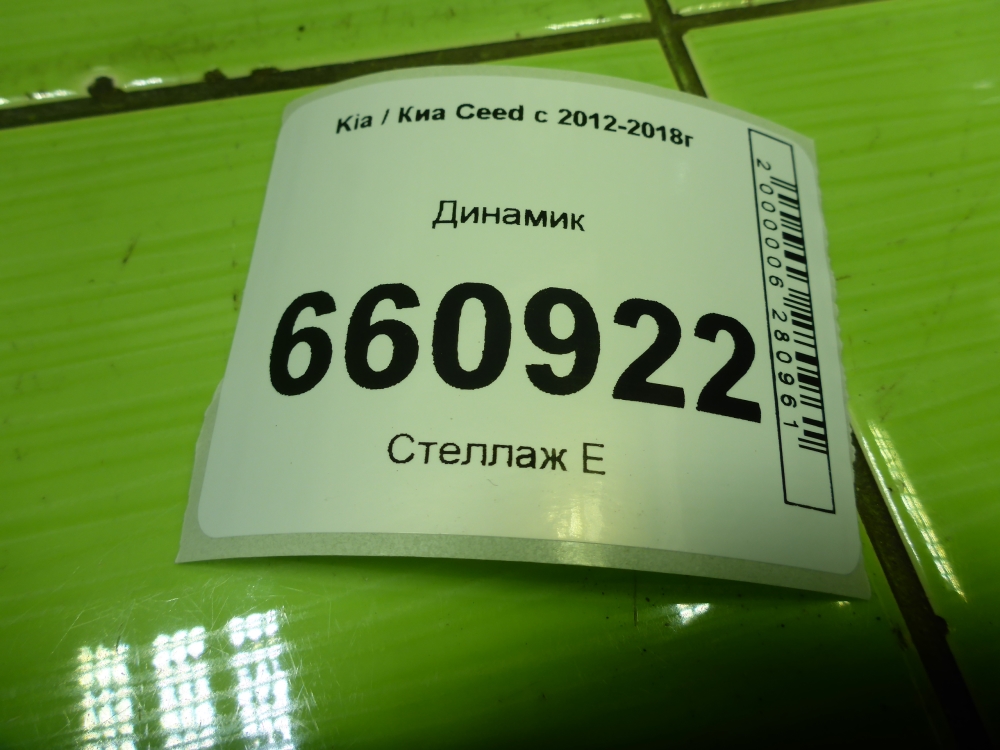 Kia / Киа Ceed с 2012-2018г
Динамик
660922
Стеллаж Е
2000006280961